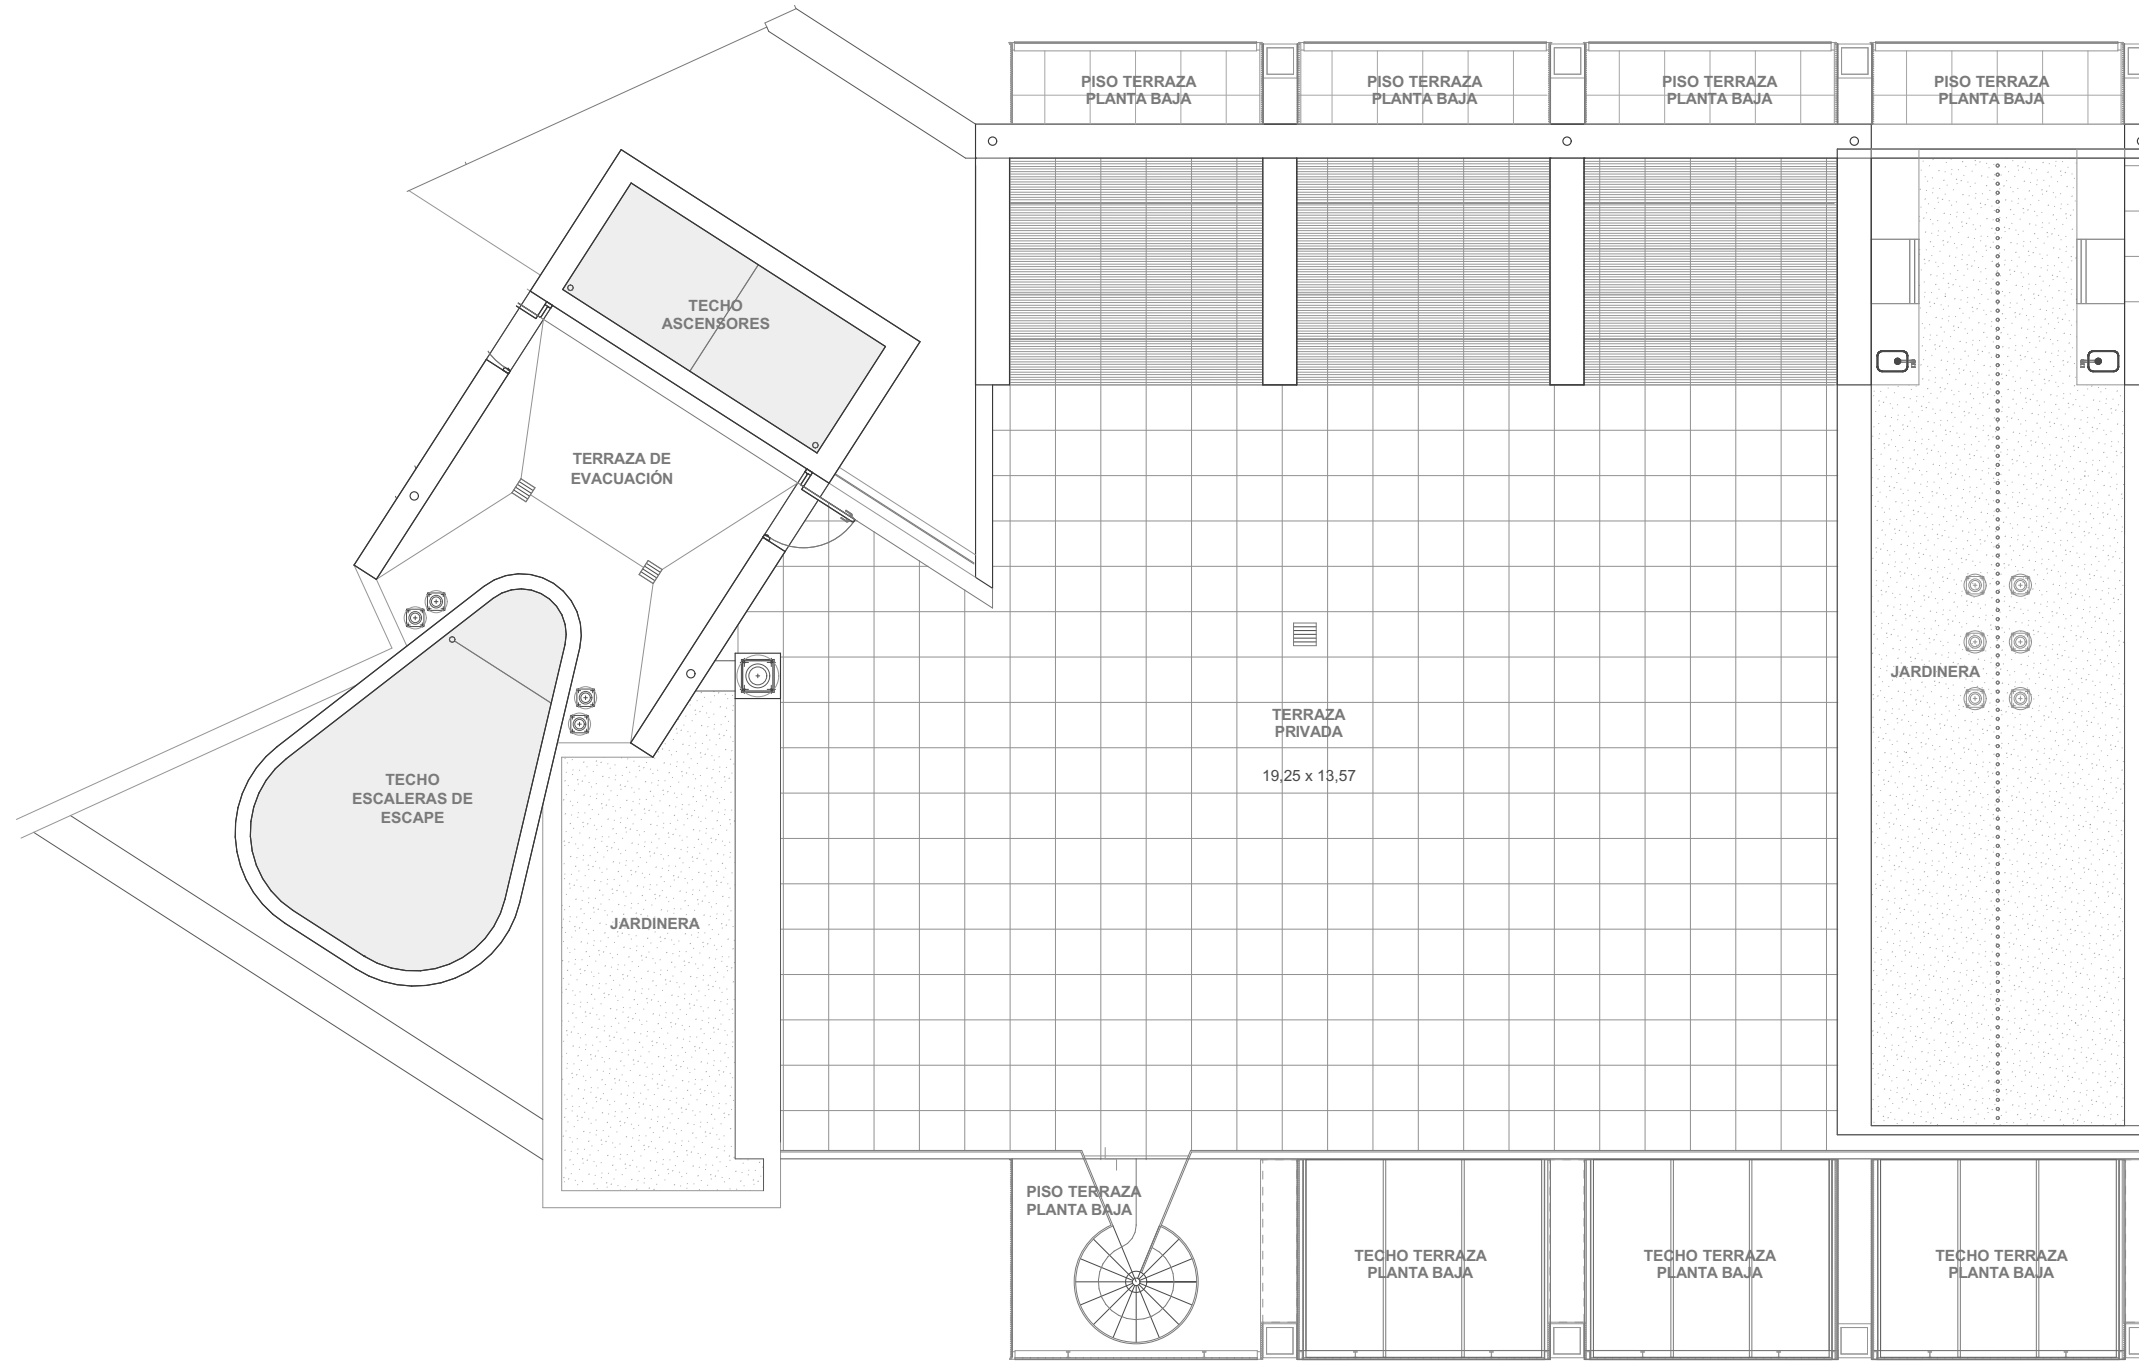 PISO TERRAZA
PLANTA BAJA
PISO TERRAZA
PLANTA BAJA
PISO TERRAZA
PLANTA BAJA
PISO TERRAZA
PLANTA BAJA
TECHO
ASCENSORES
TERRAZA DE
EVACUACIÓN
JARDINERA
TERRAZA
PRIVADA
19,25 x 13,57
TECHO
ESCALERAS DE
ESCAPE
JARDINERA
PISO TERRAZA
PLANTA BAJA
TECHO TERRAZA
PLANTA BAJA
TECHO TERRAZA
PLANTA BAJA
TECHO TERRAZA
PLANTA BAJA